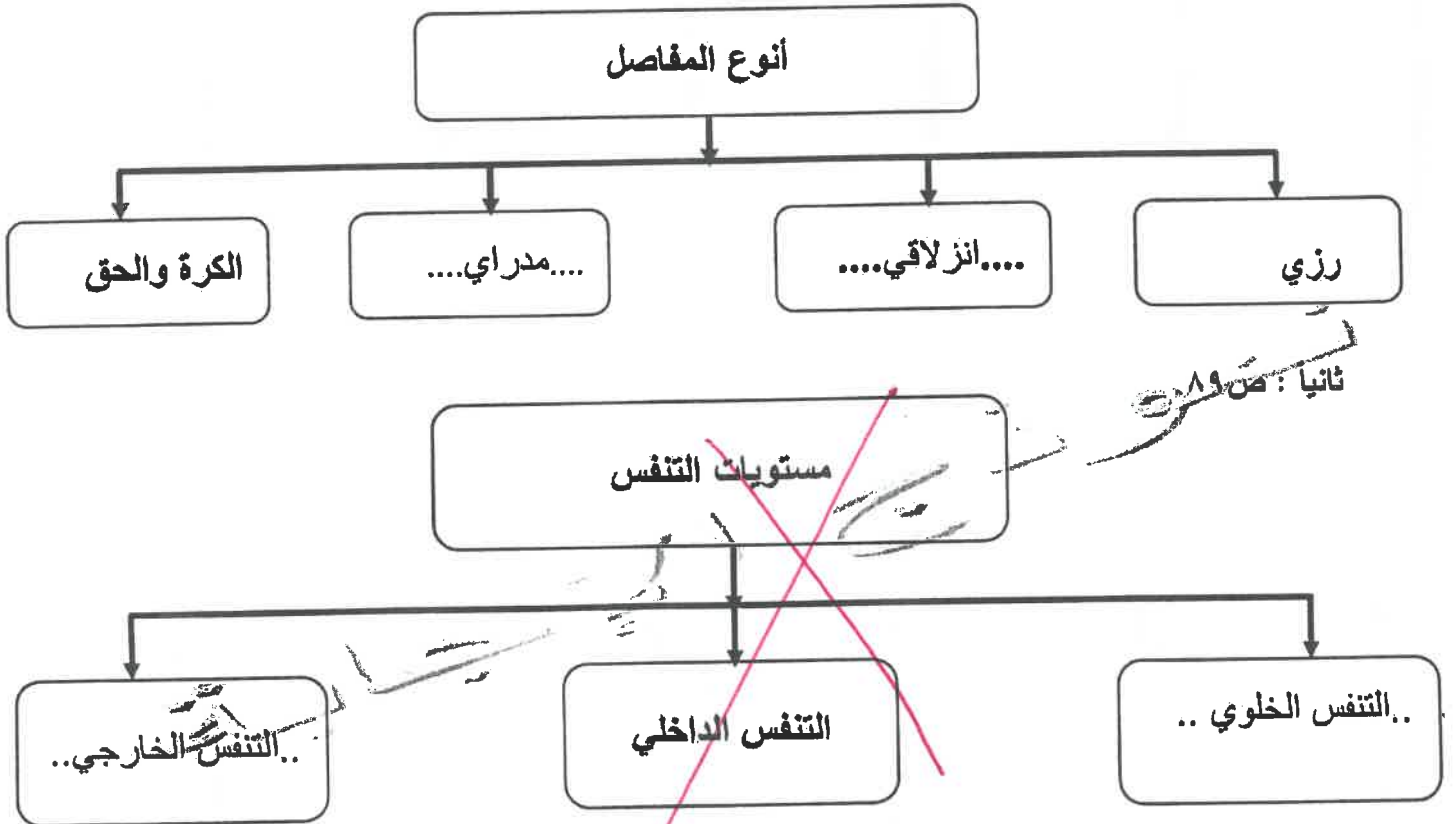 أنوع المفاصل
رزي ....انزلاقي.... ....مدراي.... الكرة والحق
ثانيا : ص٨٩
مستويات التنفس
..التنفس الخلوي .. التنفس الداخلي ..التنفس الخارجي..